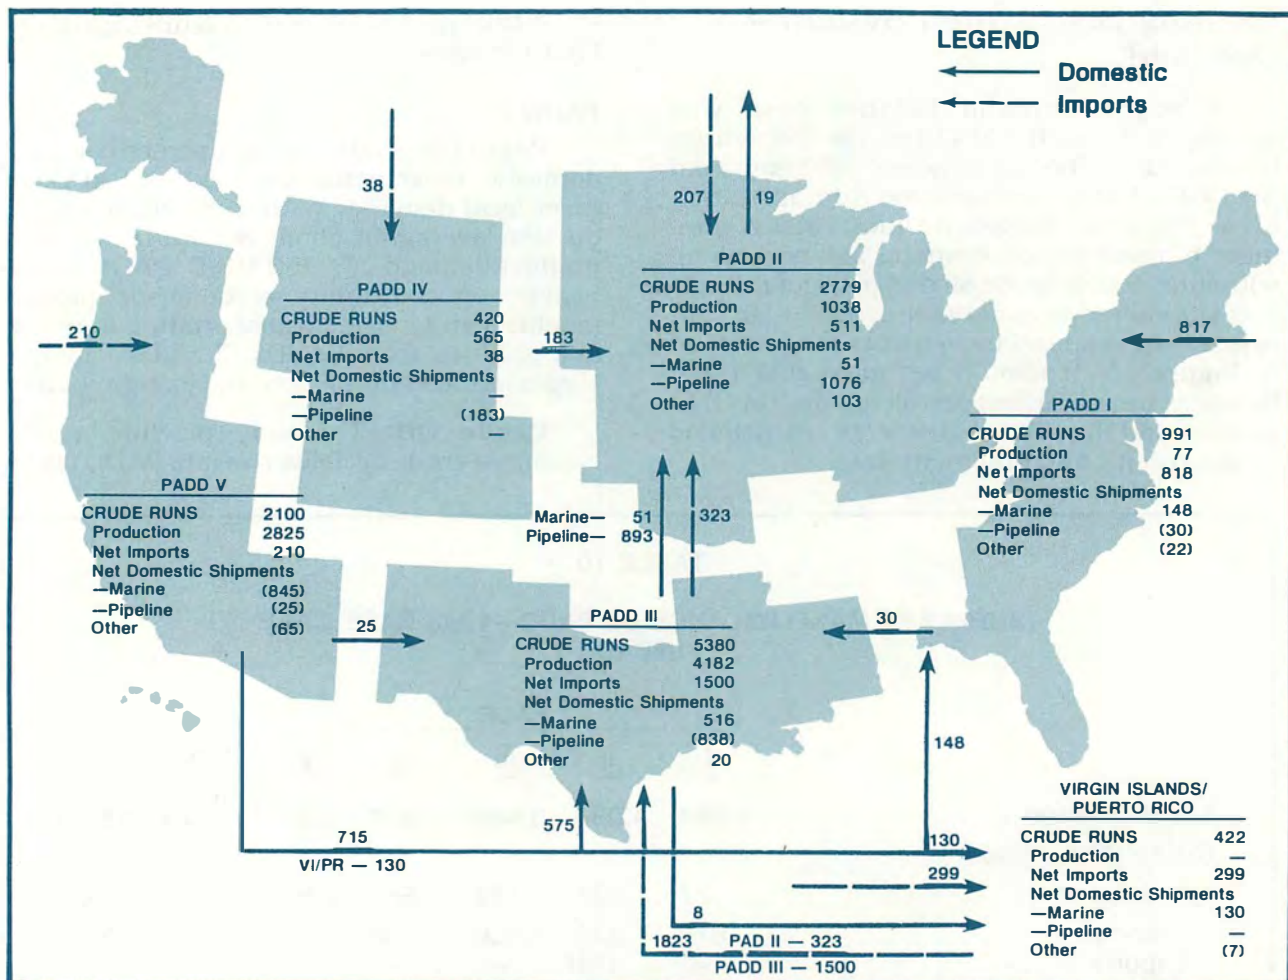 LEGEND
Domestic
Imports
38
207
19
210
183
817
PADD IV
CRUDE RUNS 420
Production 565
Net Imports 38
Net Domestic Shipments
—Marine —
—Pipeline (183)
Other —
PADD II
CRUDE RUNS 2779
Production 1038
Net Imports 511
Net Domestic Shipments
—Marine 51
—Pipeline 1076
Other 103
PADD I
CRUDE RUNS 991
Production 77
Net Imports 818
Net Domestic Shipments
—Marine 148
—Pipeline (30)
Other (22)
PADD V
CRUDE RUNS 2100
Production 2825
Net Imports 210
Net Domestic Shipments
—Marine (845)
—Pipeline (25)
Other (65)
Marine— 51
Pipeline— 893
323
25
30
PADD III
CRUDE RUNS 5380
Production 4182
Net Imports 1500
Net Domestic Shipments
—Marine 516
—Pipeline (838)
Other 20
148
575
715
VI/PR — 130
130
299
8
1823
PAD II — 323
PADD III — 1500
VIRGIN ISLANDS/
PUERTO RICO
CRUDE RUNS 422
Production —
Net Imports 299
Net Domestic Shipments
—Marine 130
—Pipeline —
Other (7)